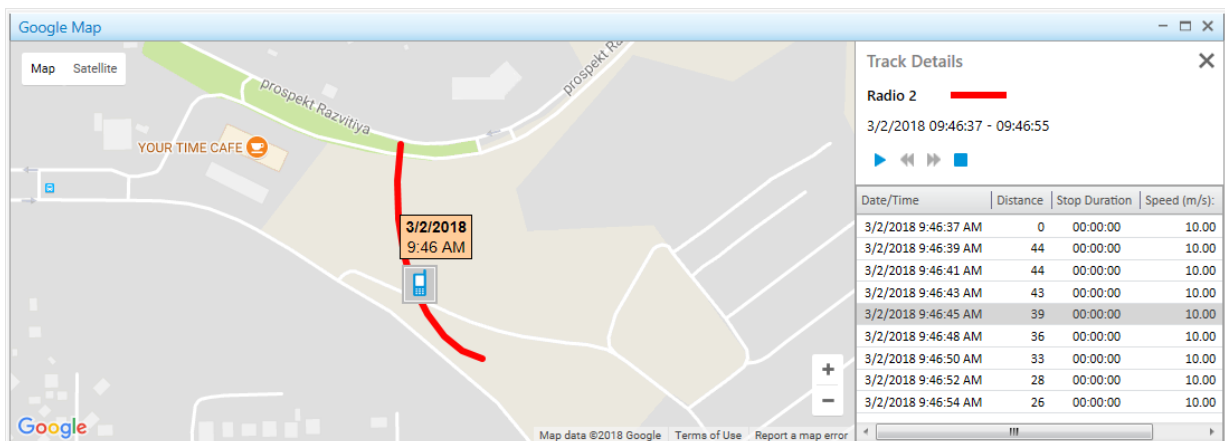 Google Map
Map Satellite
prospekt Razvitiya
prospekt Ra
YOUR TIME CAFE
3/2/2018
9:46 AM
+
−
Google
Map data ©2018 Google Terms of Use Report a map error
Track Details
Radio 2
3/2/2018 09:46:37 - 09:46:55
Date/Time Distance Stop Duration Speed (m/s):
3/2/2018 9:46:37 AM 0 00:00:00 10.00
3/2/2018 9:46:39 AM 44 00:00:00 10.00
3/2/2018 9:46:41 AM 44 00:00:00 10.00
3/2/2018 9:46:43 AM 43 00:00:00 10.00
3/2/2018 9:46:45 AM 39 00:00:00 10.00
3/2/2018 9:46:48 AM 36 00:00:00 10.00
3/2/2018 9:46:50 AM 33 00:00:00 10.00
3/2/2018 9:46:52 AM 28 00:00:00 10.00
3/2/2018 9:46:54 AM 26 00:00:00 10.00